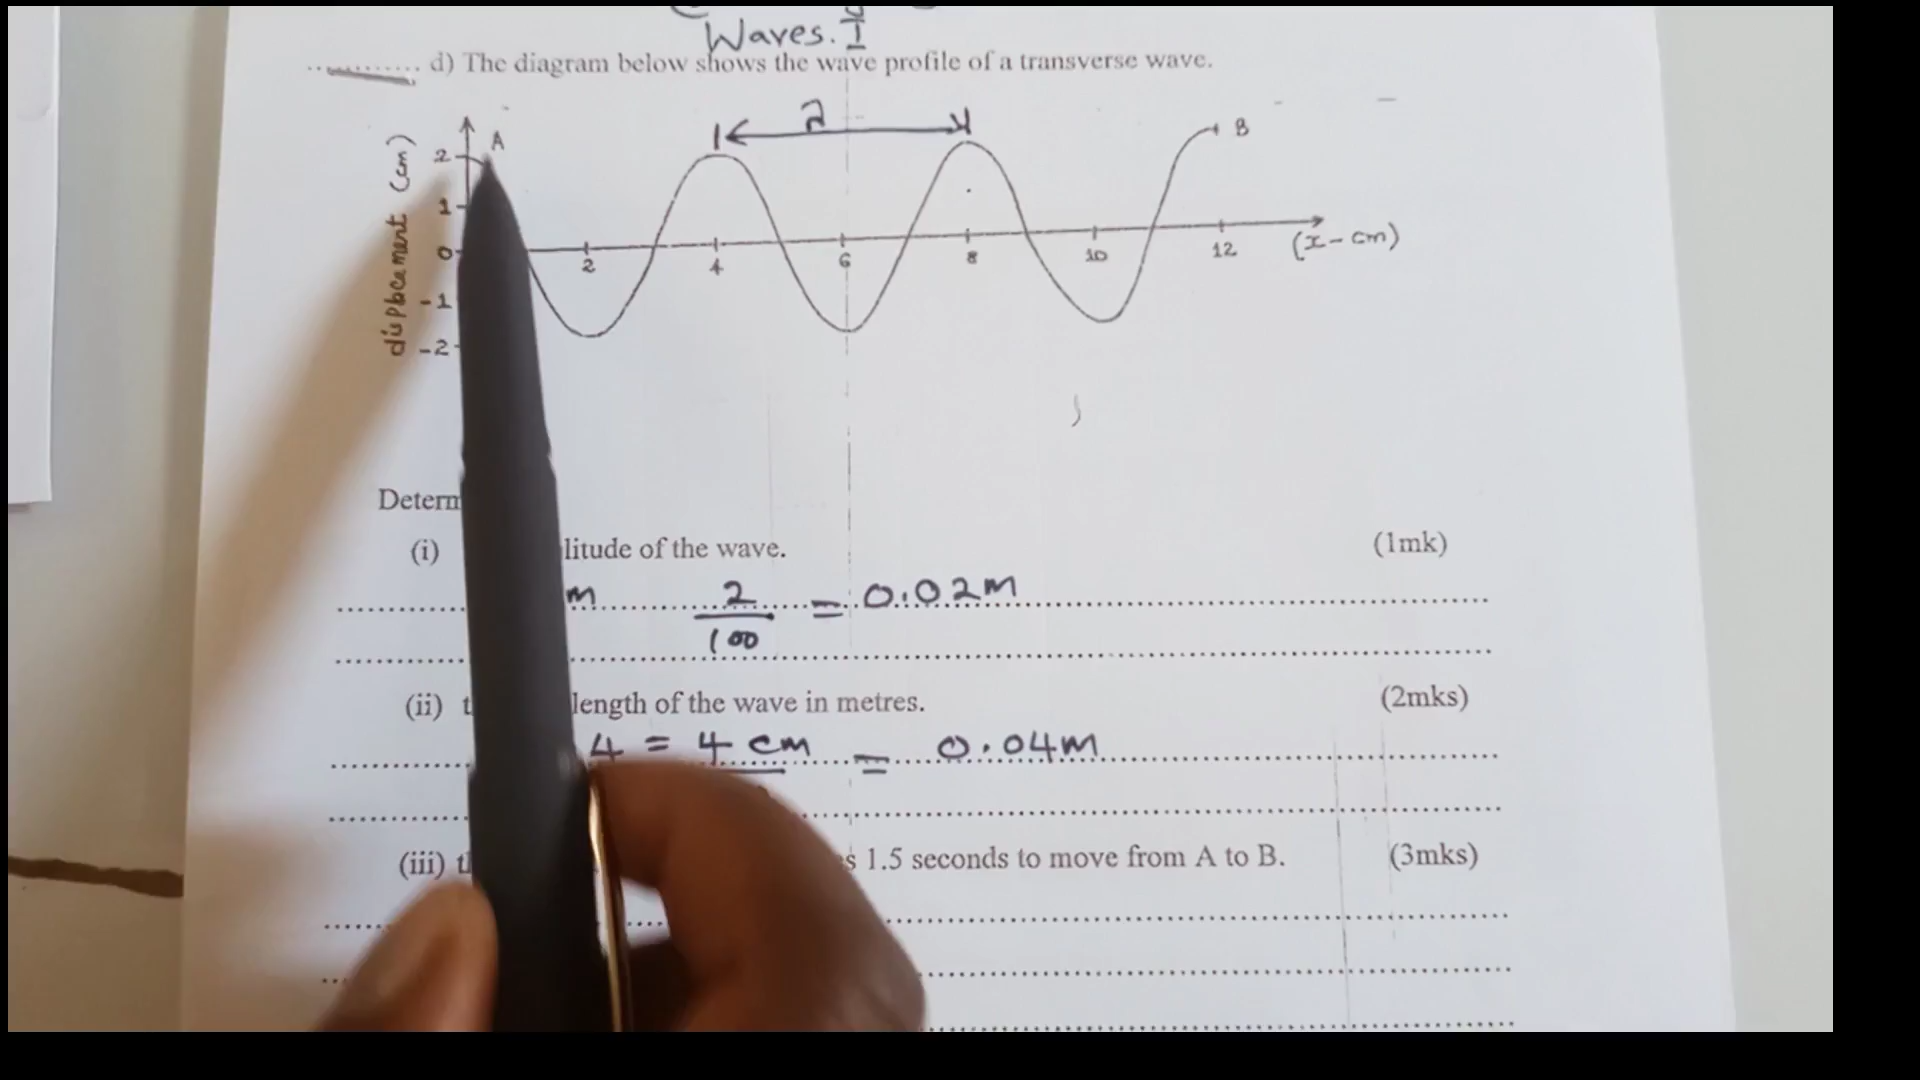 Waves. I
d) The diagram below shows the wave profile of a transverse wave.
λ
A
B
displacement (cm)
2
1
0
-1
-2
2 4 6 8 10 12
(x - cm)
Determ
(i) litude of the wave. (1mk)
m 2/100 = 0.02m
(ii) t length of the wave in metres. (2mks)
4 = 4 cm = 0.04m
(iii) t s 1.5 seconds to move from A to B. (3mks)